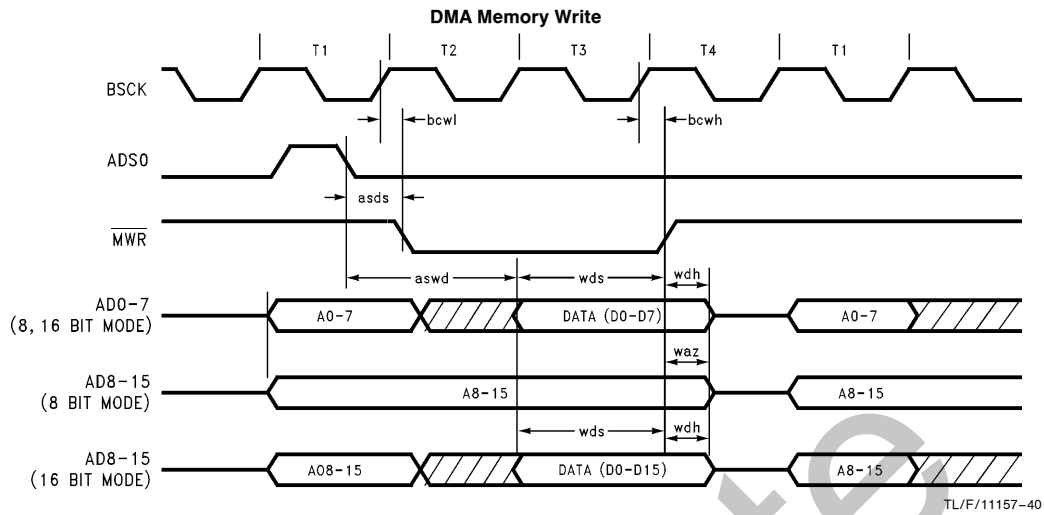 DMA Memory Write
T1 T2 T3 T4 T1
BSCK
bcwl bcwh
ADS0
asds
MWR
aswd wds wdh
AD0-7
(8, 16 BIT MODE)
A0-7 DATA (D0-D7) A0-7
waz
AD8-15
(8 BIT MODE)
A8-15 A8-15
wds wdh
AD8-15
(16 BIT MODE)
A08-15 DATA (D0-D15) A8-15
TL/F/11157-40